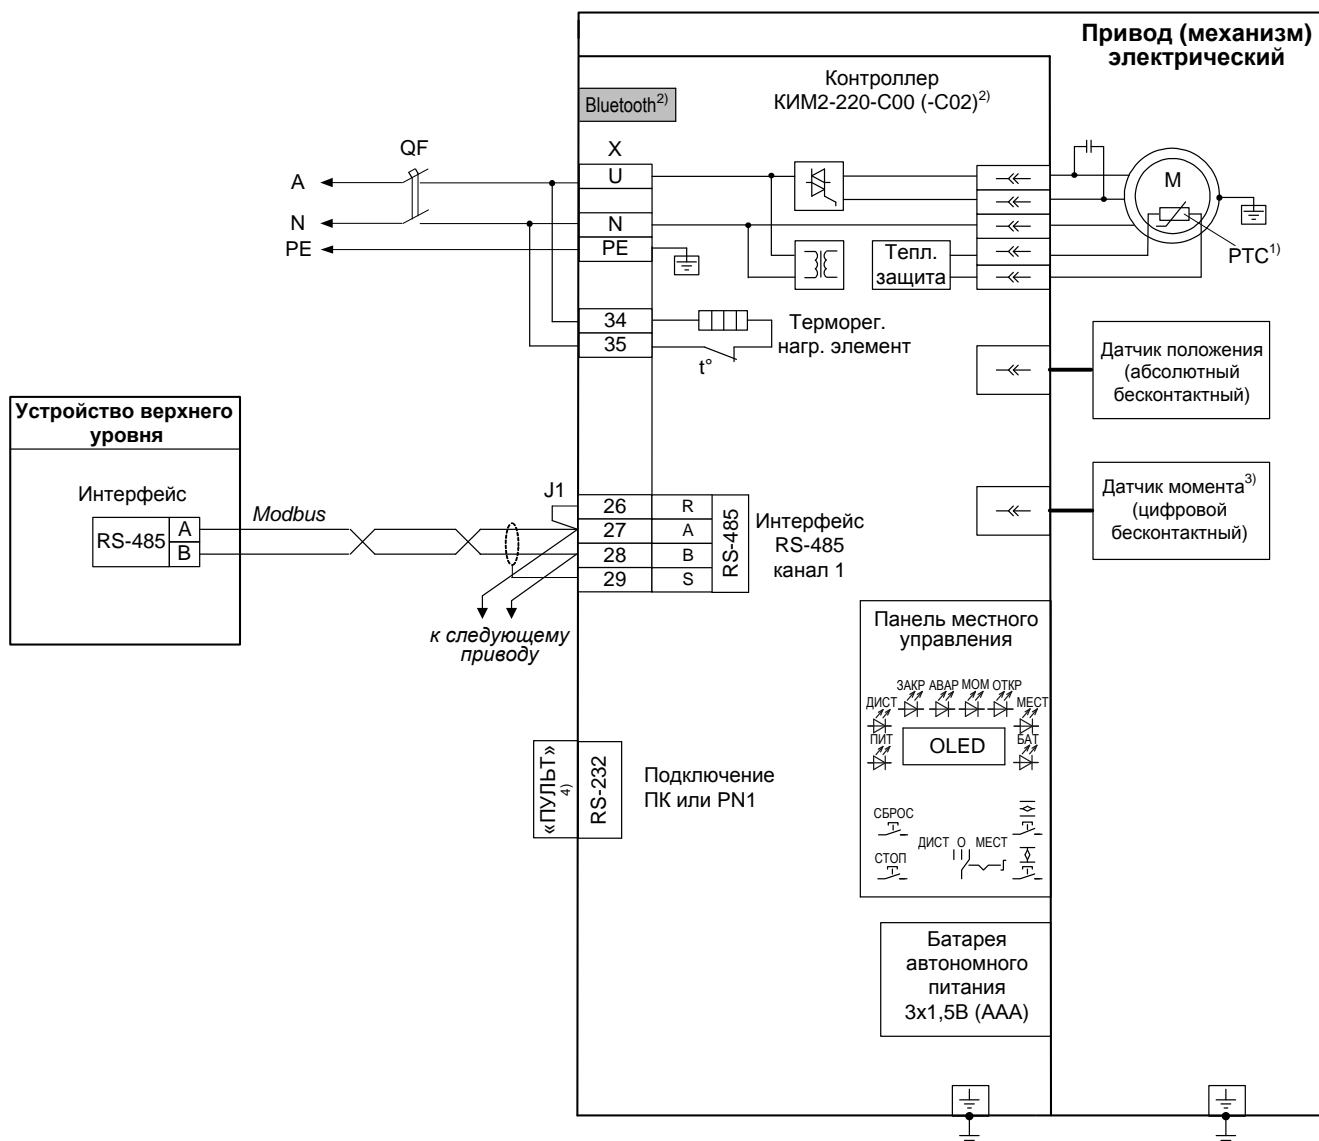 Привод (механизм)
электрический
Контроллер
КИМ2-220-С00 (-С02)2)
Bluetooth2)
QF
X
A
U
M
N
N
PE
PE
Тепл.
защита
PTC1)
34
35
Терморег.
нагр. элемент
t°
Датчик положения
(абсолютный
бесконтактный)
Устройство верхнего
уровня
Интерфейс
RS-485
A
B
Modbus
J1
26
R
27
A
28
B
29
S
RS-485
Интерфейс
RS-485
канал 1
Датчик момента3)
(цифровой
бесконтактный)
к следующему
приводу
Панель местного
управления
ЗАКР АВАР МОМ ОТКР
ДИСТ
МЕСТ
ПИТ
OLED
БАТ
«ПУЛЬТ»
4)
RS-232
Подключение
ПК или PN1
СБРОС
ДИСТ О МЕСТ
СТОП
Батарея
автономного
питания
3х1,5В (ААА)